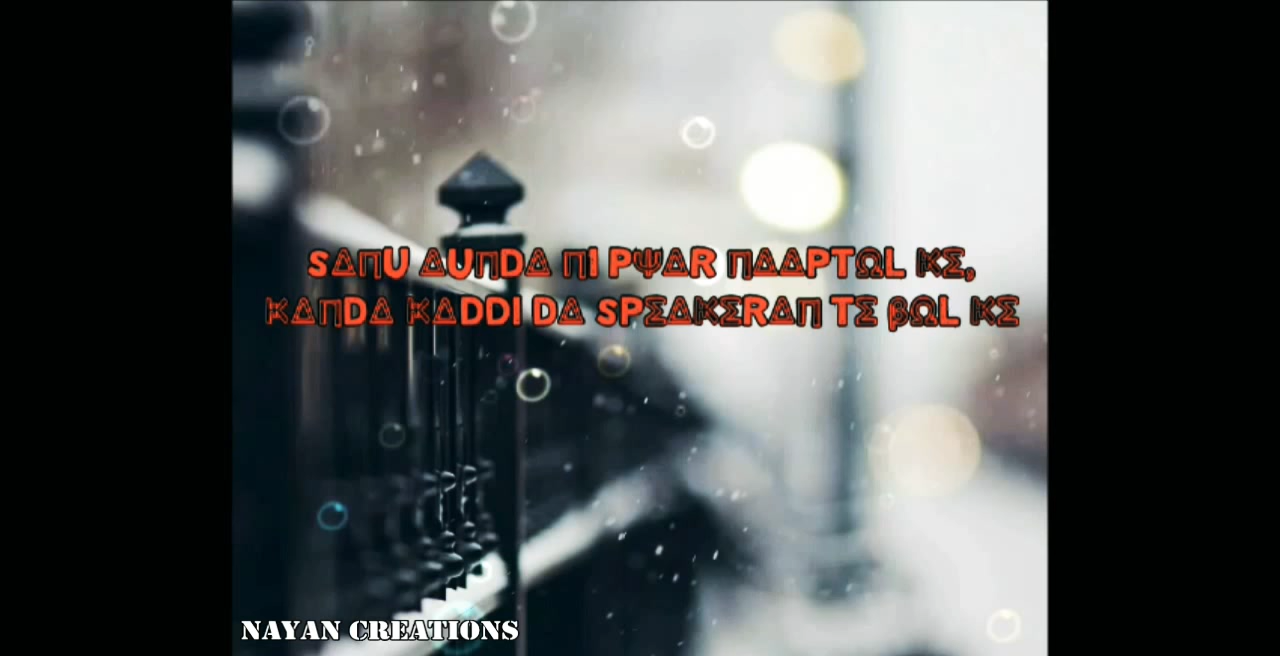 SANU AUNDA NI PYAR NAAPTOL KE,
KANDA KADDI DA SPEAKERAN TE BOL KE
NAYAN CREATIONS